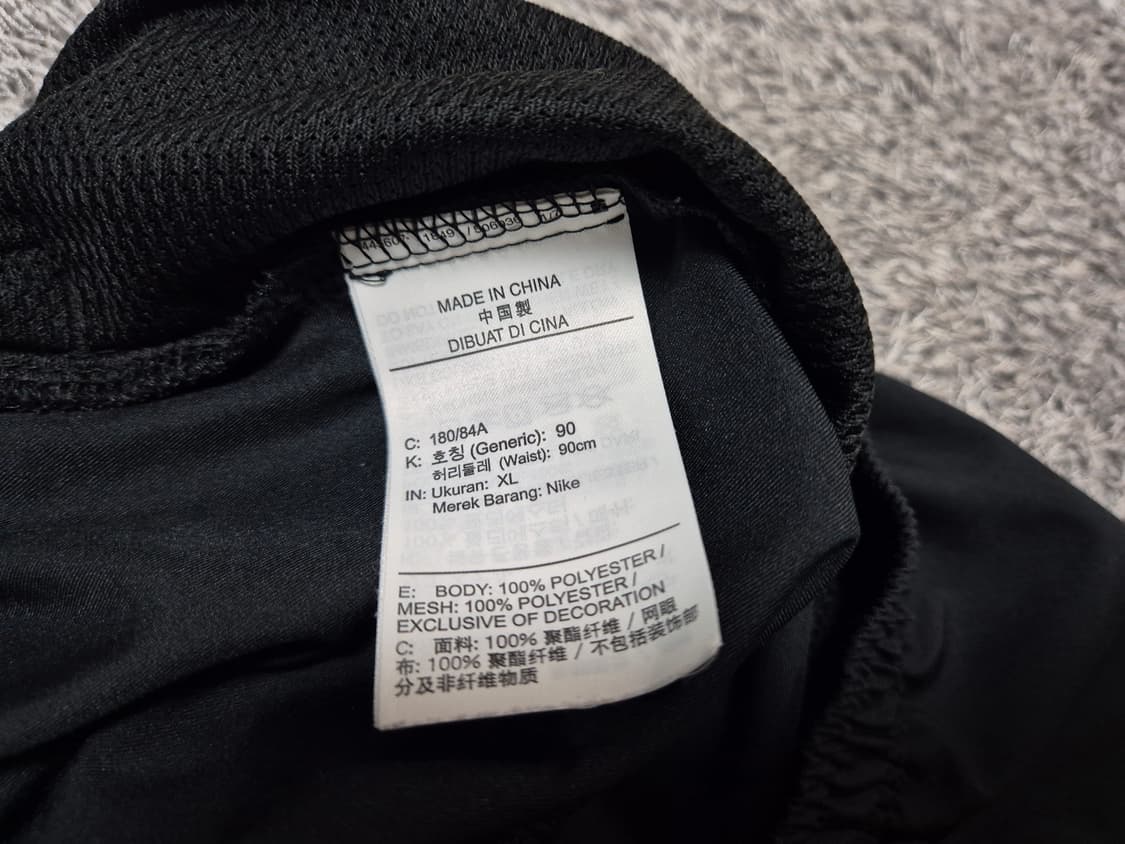 MADE IN CHINA
中国製
DIBUAT DI CINA
C: 180/84A
K: 호칭 (Generic): 90
허리둘레 (Waist): 90cm
IN: Ukuran: XL
Merek Barang: Nike
E: BODY: 100% POLYESTER /
MESH: 100% POLYESTER /
EXCLUSIVE OF DECORATION
C: 面料: 100% 聚酯纤维 / 网眼
布: 100% 聚酯纤维 / 不包括装饰部
分及非纤维物质